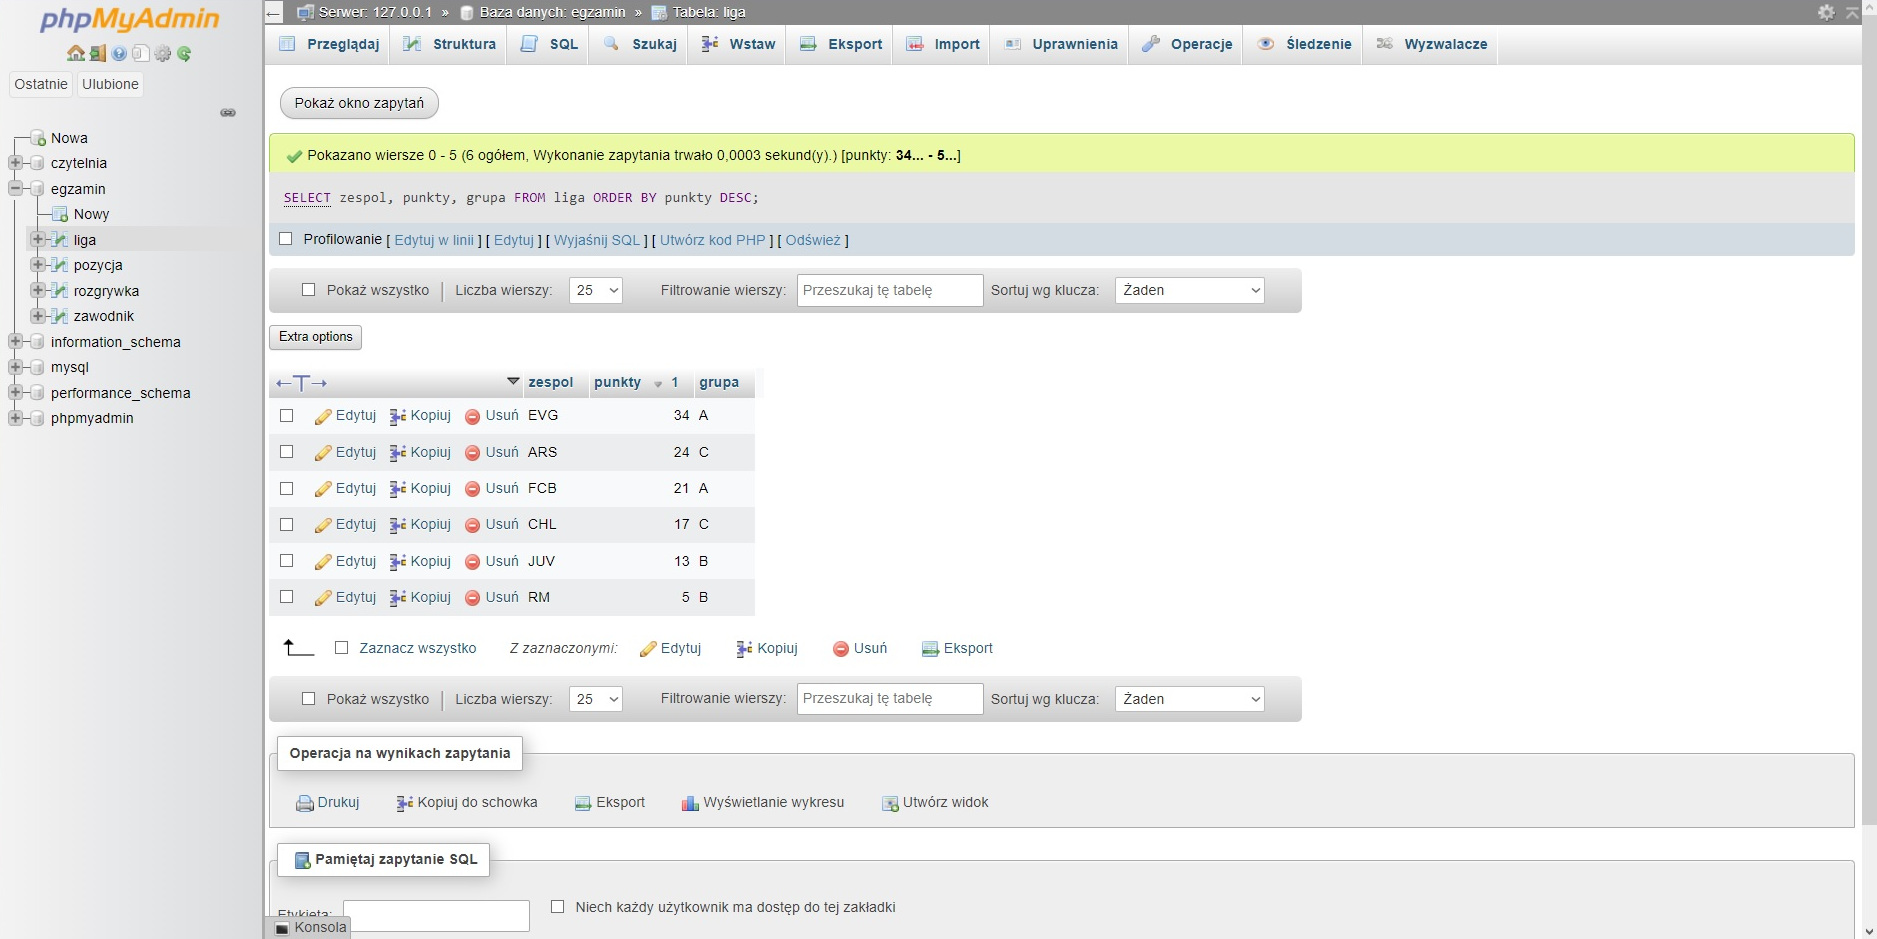 phpMyAdmin
Ostatnie Ulubione
Nowa
czytelnia
egzamin
Nowy
liga
pozycja
rozgrywka
zawodnik
information_schema
mysql
performance_schema
phpmyadmin
Serwer: 127.0.0.1 » Baza danych: egzamin » Tabela: liga
Przeglądaj Struktura SQL Szukaj Wstaw Eksport Import Uprawnienia Operacje Śledzenie Wyzwalacze
Pokaż okno zapytań
Pokazano wiersze 0 - 5 (6 ogółem, Wykonanie zapytania trwało 0,0003 sekund(y).) [punkty: 34... - 5...]
SELECT zespol, punkty, grupa FROM liga ORDER BY punkty DESC;
Profilowanie [ Edytuj w linii ] [ Edytuj ] [ Wyjaśnij SQL ] [ Utwórz kod PHP ] [ Odśwież ]
Pokaż wszystko | Liczba wierszy: 25 Filtrowanie wierszy: Przeszukaj tę tabelę Sortuj wg klucza: Żaden
Extra options
←T→ zespol punkty 1 grupa
Edytuj Kopiuj Usuń EVG 34 A
Edytuj Kopiuj Usuń ARS 24 C
Edytuj Kopiuj Usuń FCB 21 A
Edytuj Kopiuj Usuń CHL 17 C
Edytuj Kopiuj Usuń JUV 13 B
Edytuj Kopiuj Usuń RM 5 B
Zaznacz wszystko Z zaznaczonymi: Edytuj Kopiuj Usuń Eksport
Pokaż wszystko | Liczba wierszy: 25 Filtrowanie wierszy: Przeszukaj tę tabelę Sortuj wg klucza: Żaden
Operacja na wynikach zapytania
Drukuj Kopiuj do schowka Eksport Wyświetlanie wykresu Utwórz widok
Pamiętaj zapytanie SQL
Etykieta: Niech każdy użytkownik ma dostęp do tej zakładki
Konsola